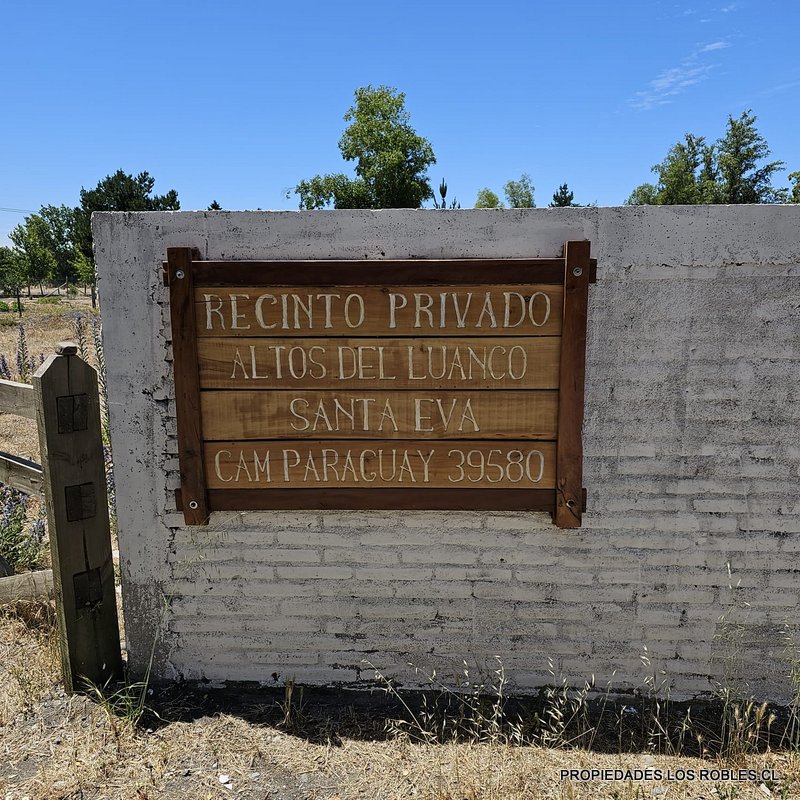 RECINTO PRIVADO
ALTOS DEL LUANCO
SANTA EVA
CAM PARAGUAY 39580
PROPIEDADES LOS ROBLES.CL